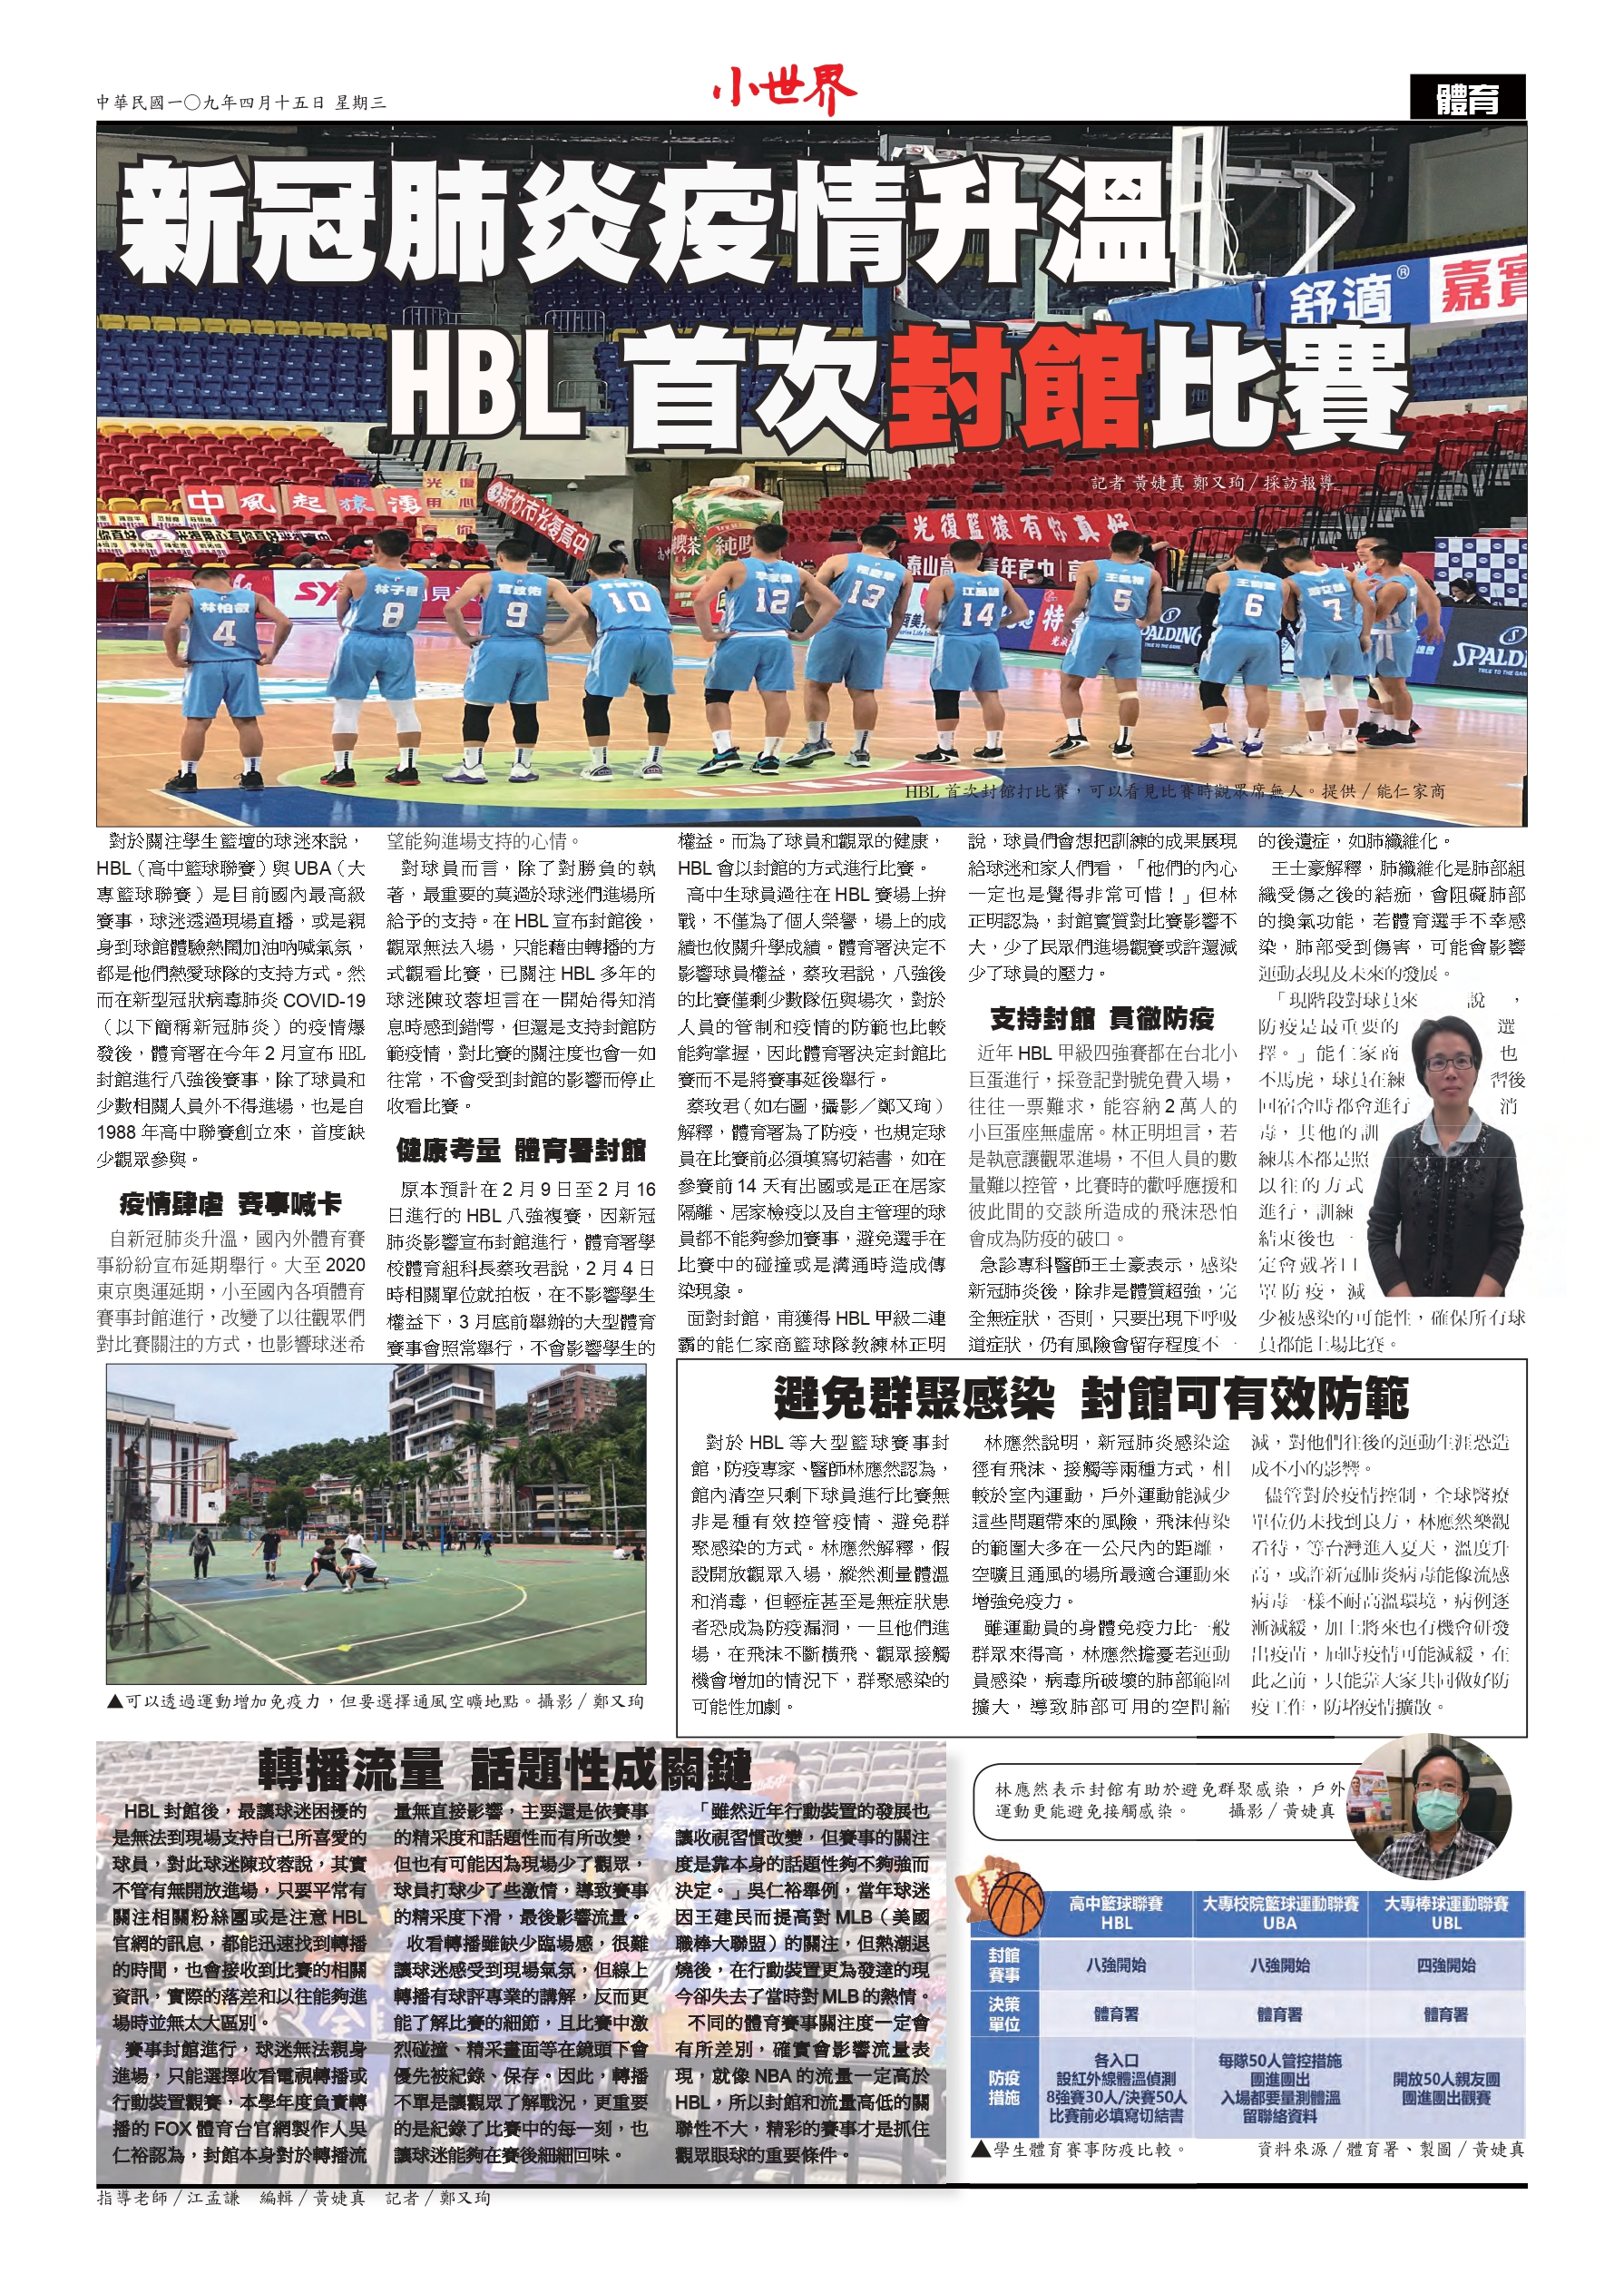 中華民國一○九年四月十五日 星期三
小世界
體育
新冠肺炎疫情升溫
HBL 首次封館比賽
記者 黃婕真 鄭又珣/採訪報導
舒適®
嘉實
中風起猿湧
光復
用心
新竹市光復高中
光復籃猿有你真好
純喫茶
SPALDING
SPALDI
林柏叡
4
林子楷
8
官政佑
9
10
12
13
14
5
6
7
HBL 首次封館打比賽,可以看見比賽時觀眾席無人。提供/能仁家商
對於關注學生籃壇的球迷來說,
HBL(高中籃球聯賽)與 UBA(大
專籃球聯賽)是目前國內最高級
賽事,球迷透過現場直播,或是親
身到球館體驗熱鬧加油吶喊氣氛,
都是他們熱愛球隊的支持方式。然
而在新型冠狀病毒肺炎 COVID-19
(以下簡稱新冠肺炎)的疫情爆
發後,體育署在今年 2 月宣布 HBL
封館進行八強後賽事,除了球員和
少數相關人員外不得進場,也是自
1988 年高中聯賽創立來,首度缺
少觀眾參與。
疫情肆虐 賽事喊卡
自新冠肺炎升溫,國內外體育賽
事紛紛宣布延期舉行。大至 2020
東京奧運延期,小至國內各項體育
賽事封館進行,改變了以往觀眾們
對比賽關注的方式,也影響球迷希
望能夠進場支持的心情。
對球員而言,除了對勝負的執
著,最重要的莫過於球迷們進場所
給予的支持。在 HBL 宣布封館後,
觀眾無法入場,只能藉由轉播的方
式觀看比賽,已關注 HBL 多年的
球迷陳玟蓉坦言在一開始得知消
息時感到錯愕,但還是支持封館防
範疫情,對比賽的關注度也會一如
往常,不會受到封館的影響而停止
收看比賽。
健康考量 體育署封館
原本預計在 2 月 9 日至 2 月 16
日進行的 HBL 八強複賽,因新冠
肺炎影響宣布封館進行,體育署學
校體育組科長蔡玫君說,2 月 4 日
時相關單位就拍板,在不影響學生
權益下,3 月底前舉辦的大型體育
賽事會照常舉行,不會影響學生的
權益。而為了球員和觀眾的健康,
HBL 會以封館的方式進行比賽。
高中生球員過往在 HBL 賽場上拚
戰,不僅為了個人榮譽,場上的成
績也攸關升學成績。體育署決定不
影響球員權益,蔡玫君說,八強後
的比賽僅剩少數隊伍與場次,對於
人員的管制和疫情的防範也比較
能夠掌握,因此體育署決定封館比
賽而不是將賽事延後舉行。
蔡玫君(如右圖,攝影/鄭又珣)
解釋,體育署為了防疫,也規定球
員在比賽前必須填寫切結書,如在
參賽前 14 天有出國或是正在居家
隔離、居家檢疫以及自主管理的球
員都不能夠參加賽事,避免選手在
比賽中的碰撞或是溝通時造成傳
染現象。
面對封館,甫獲得 HBL 甲級二連
霸的能仁家商籃球隊教練林正明
說,球員們會想把訓練的成果展現
給球迷和家人們看,「他們的內心
一定也是覺得非常可惜!」但林
正明認為,封館實質對比賽影響不
大,少了民眾們進場觀賽或許還減
少了球員的壓力。
支持封館 貫徹防疫
近年 HBL 甲級四強賽都在台北小
巨蛋進行,採登記對號免費入場,
往往一票難求,能容納 2 萬人的
小巨蛋座無虛席。林正明坦言,若
是執意讓觀眾進場,不但人員的數
量難以控管,比賽時的歡呼應援和
彼此間的交談所造成的飛沫恐怕
會成為防疫的破口。
急診專科醫師王士豪表示,感染
新冠肺炎後,除非是體質超強,完
全無症狀,否則,只要出現下呼吸
道症狀,仍有風險會留存程度不一
的後遺症,如肺纖維化。
王士豪解釋,肺纖維化是肺部組
織受傷之後的結痂,會阻礙肺部
的換氣功能,若體育選手不幸感
染,肺部受到傷害,可能會影響
運動表現及未來的發展。
「現階段對球員來說,
防疫是最重要的選
擇。」能仁家商也
不馬虎,球員在練習後
回宿舍時都會進行消
毒,其他的訓
練基本都是照
以往的方式
進行,訓練
結束後也一
定會戴著口
罩防疫,減
少被感染的可能性,確保所有球
員都能上場比賽。
▲可以透過運動增加免疫力,但要選擇通風空曠地點。攝影/鄭又珣
避免群聚感染 封館可有效防範
對於 HBL 等大型籃球賽事封
館,防疫專家、醫師林應然認為,
館內清空只剩下球員進行比賽無
非是種有效控管疫情、避免群
聚感染的方式。林應然解釋,假
設開放觀眾入場,縱然測量體溫
和消毒,但輕症甚至是無症狀患
者恐成為防疫漏洞,一旦他們進
場,在飛沫不斷橫飛、觀眾接觸
機會增加的情況下,群聚感染的
可能性加劇。
林應然說明,新冠肺炎感染途
徑有飛沫、接觸等兩種方式,相
較於室內運動,戶外運動能減少
這些問題帶來的風險,飛沫傳染
的範圍大多在一公尺內的距離,
空曠且通風的場所最適合運動來
增強免疫力。
雖運動員的身體免疫力比一般
群眾來得高,林應然擔憂若運動
員感染,病毒所破壞的肺部範圍
擴大,導致肺部可用的空間縮
減,對他們往後的運動生涯恐造
成不小的影響。
儘管對於疫情控制,全球醫療
單位仍未找到良方,林應然樂觀
看待,等台灣進入夏天,溫度升
高,或許新冠肺炎病毒能像流感
病毒一樣不耐高溫環境,病例逐
漸減緩,加上將來也有機會研發
出疫苗,屆時疫情可能減緩,在
此之前,只能靠大家共同做好防
疫工作,防堵疫情擴散。
轉播流量 話題性成關鍵
HBL 封館後,最讓球迷困擾的
是無法到現場支持自己所喜愛的
球員,對此球迷陳玟蓉說,其實
不管有無開放進場,只要平常有
關注相關粉絲團或是注意 HBL
官網的訊息,都能迅速找到轉播
的時間,也會接收到比賽的相關
資訊,實際的落差和以往能夠進
場時並無太大區別。
賽事封館進行,球迷無法親身
進場,只能選擇收看電視轉播或
行動裝置觀賽,本學年度負責轉
播的 FOX 體育台官網製作人吳
仁裕認為,封館本身對於轉播流
量無直接影響,主要還是依賽事
的精采度和話題性而有所改變,
但也有可能因為現場少了觀眾,
球員打球少了些激情,導致賽事
的精采度下滑,最後影響流量。
收看轉播雖缺少臨場感,很難
讓球迷感受到現場氣氛,但線上
轉播有球評專業的講解,反而更
能了解比賽的細節,且比賽中激
烈碰撞、精采畫面等在鏡頭下會
優先被紀錄、保存。因此,轉播
不單是讓觀眾了解戰況,更重要
的是紀錄了比賽中的每一刻,也
讓球迷能夠在賽後細細回味。
「雖然近年行動裝置的發展也
讓收視習慣改變,但賽事的關注
度是靠本身的話題性夠不夠強而
決定。」吳仁裕舉例,當年球迷
因王建民而提高對 MLB(美國
職棒大聯盟)的關注,但熱潮退
燒後,在行動裝置更為發達的現
今卻失去了當時對 MLB 的熱情。
不同的體育賽事關注度一定會
有所差別,確實會影響流量表
現,就像 NBA 的流量一定高於
HBL,所以封館和流量高低的關
聯性不大,精彩的賽事才是抓住
觀眾眼球的重要條件。
林應然表示封館有助於避免群聚感染,戶外
運動更能避免接觸感染。 攝影/黃婕真
高中籃球聯賽 大專校院籃球運動聯賽 大專棒球運動聯賽
HBL UBA UBL
封館賽事 八強開始 八強開始 四強開始
決策單位 體育署 體育署 體育署
防疫措施
各入口
設紅外線體溫偵測
8強賽30人/決賽50人
比賽前必填寫切結書
每隊50人管控措施
團進團出
入場都要量測體溫
留聯絡資料
開放50人親友團
團進團出觀賽
▲學生體育賽事防疫比較。 資料來源/體育署、製圖/黃婕真
指導老師/江孟謙 編輯/黃婕真 記者/鄭又珣